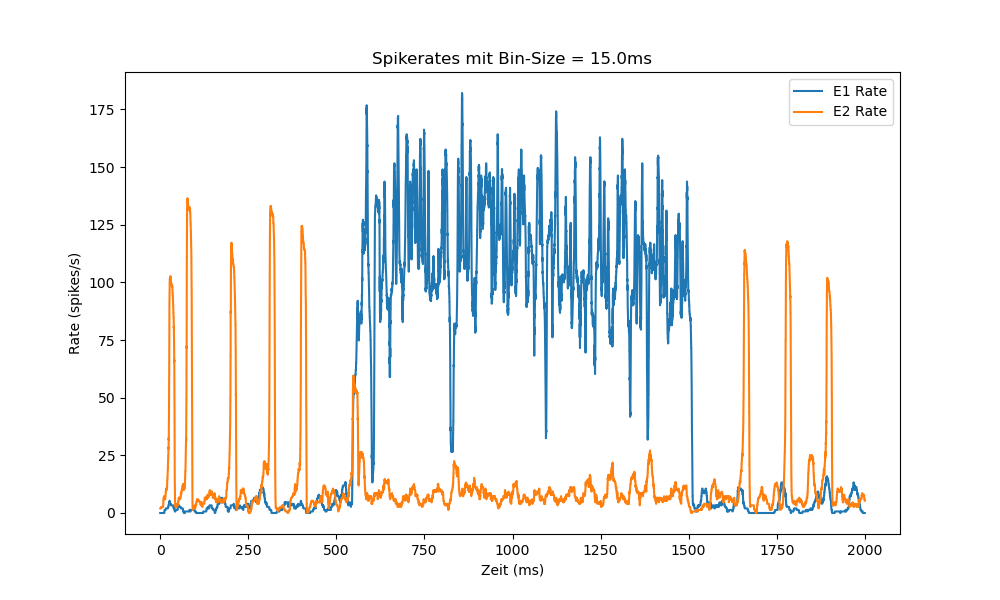 Spikerates mit Bin-Size = 15.0ms
E1 Rate
E2 Rate
175
150
125
100
75
50
25
0
Rate (spikes/s)
0 250 500 750 1000 1250 1500 1750 2000
Zeit (ms)